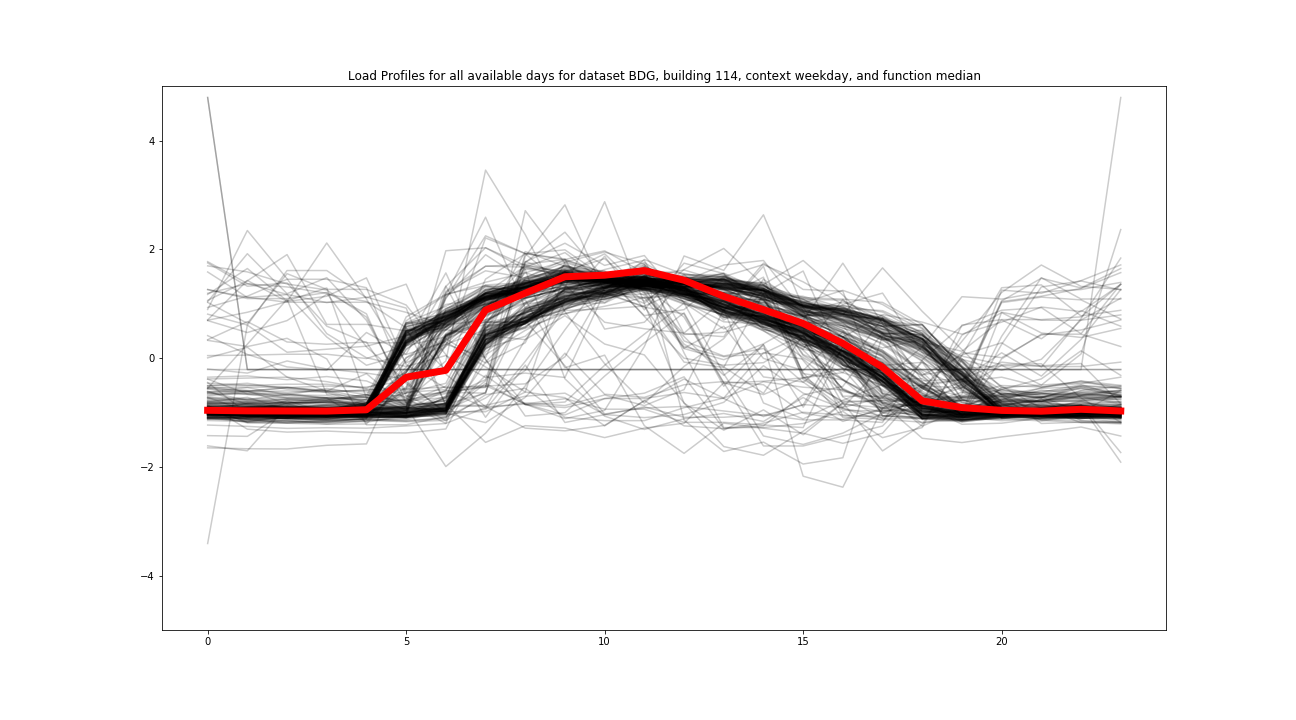 Load Profiles for all available days for dataset BDG, building 114, context weekday, and function median
4
2
0
−2
−4
0 5 10 15 20